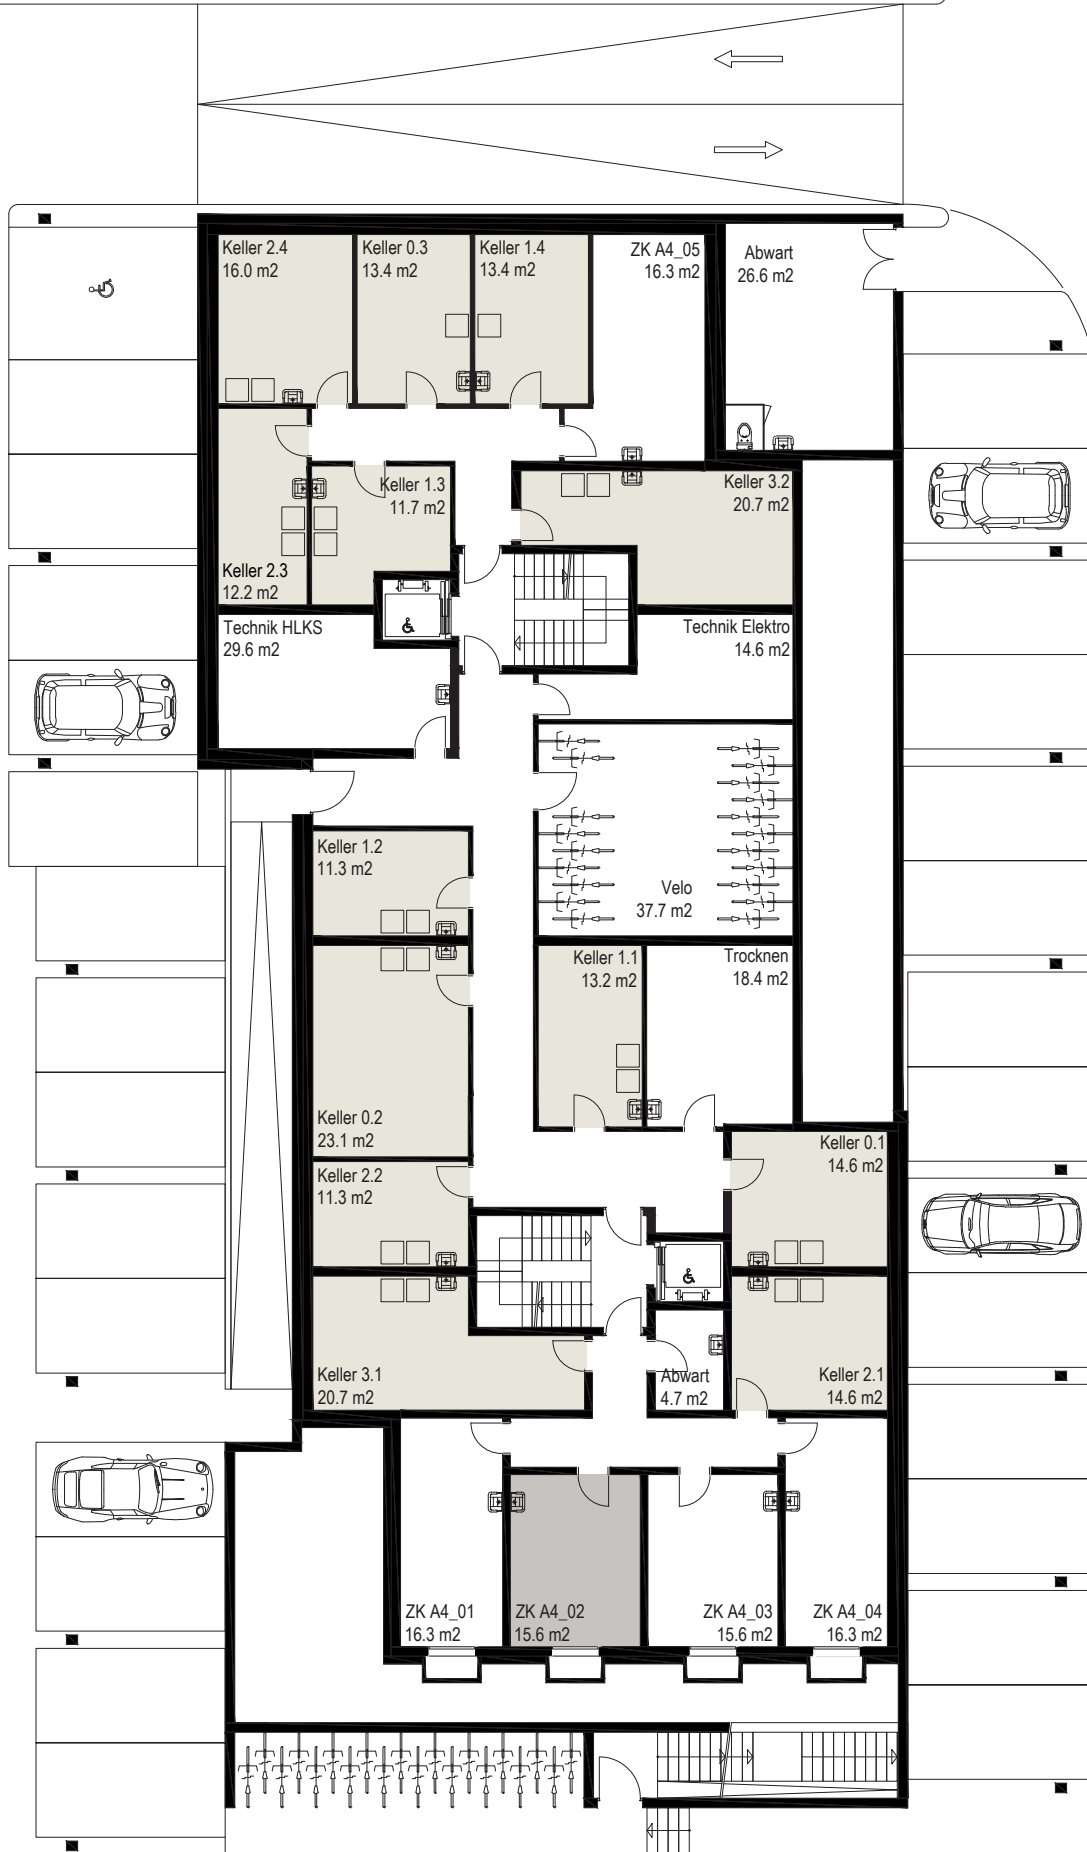 Keller 2.4
16.0 m2
Keller 0.3
13.4 m2
Keller 1.4
13.4 m2
ZK A4_05
16.3 m2
Abwart
26.6 m2
Keller 1.3
11.7 m2
Keller 3.2
20.7 m2
Keller 2.3
12.2 m2
Technik HLKS
29.6 m2
Technik Elektro
14.6 m2
Keller 1.2
11.3 m2
Velo
37.7 m2
Keller 1.1
13.2 m2
Trocknen
18.4 m2
Keller 0.2
23.1 m2
Keller 0.1
14.6 m2
Keller 2.2
11.3 m2
Keller 3.1
20.7 m2
Abwart
4.7 m2
Keller 2.1
14.6 m2
ZK A4_01
16.3 m2
ZK A4_02
15.6 m2
ZK A4_03
15.6 m2
ZK A4_04
16.3 m2